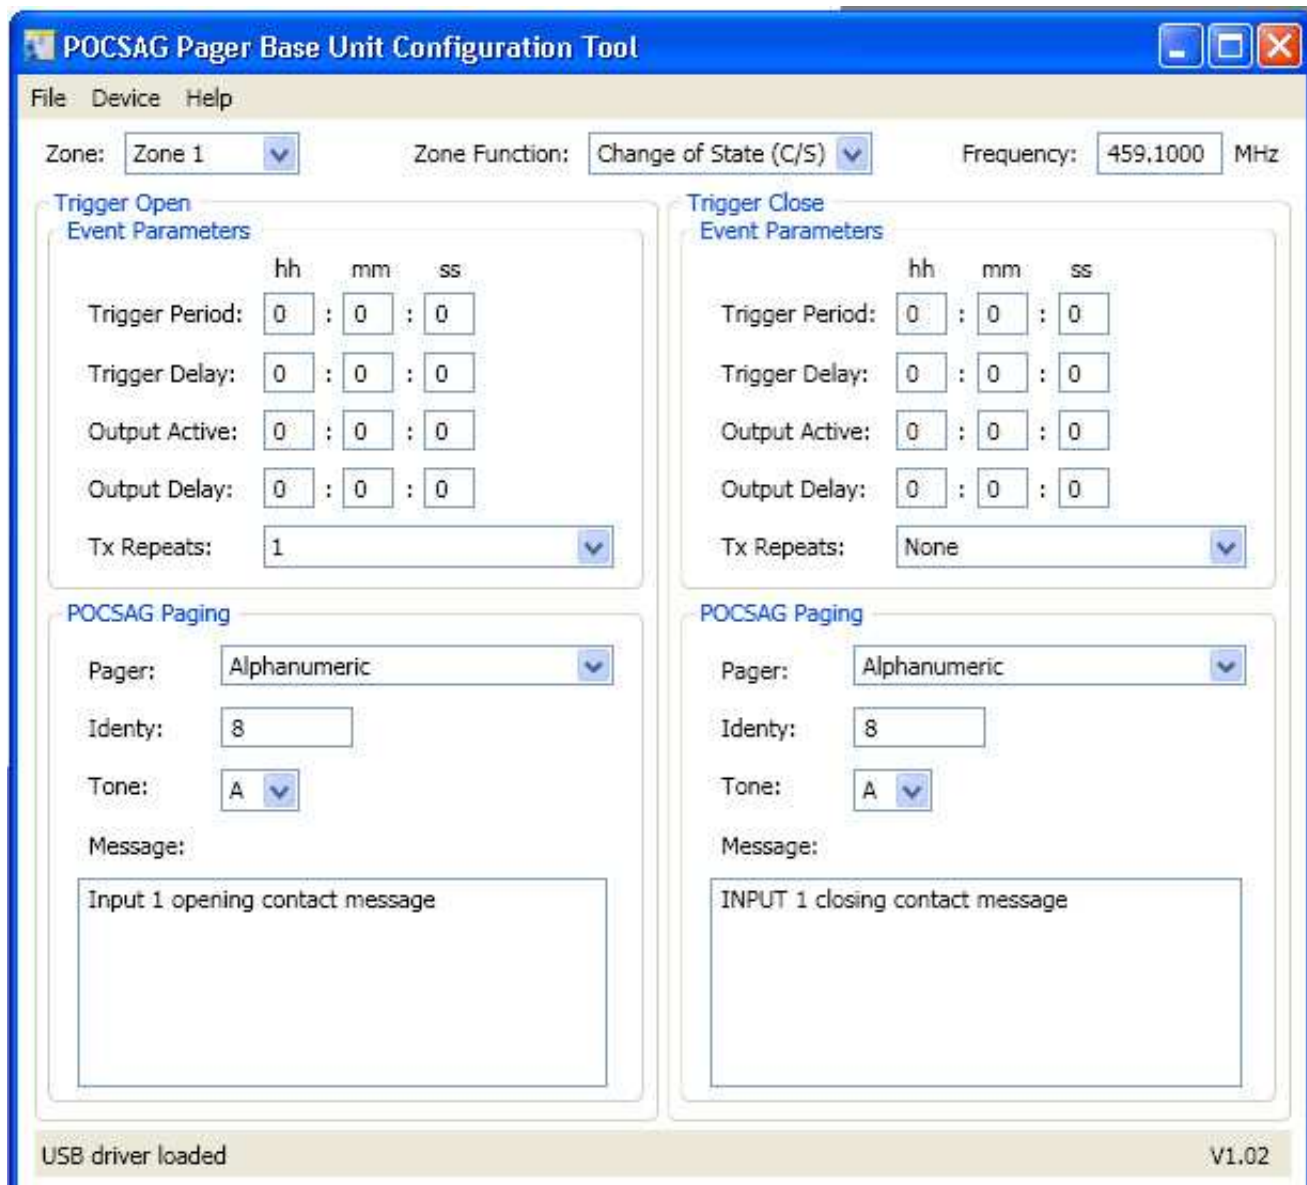 POCSAG Pager Base Unit Configuration Tool
File Device Help
Zone: Zone 1 Zone Function: Change of State (C/S) Frequency: 459.1000 MHz
Trigger Open
Event Parameters
hh mm ss
Trigger Period: 0 : 0 : 0
Trigger Delay: 0 : 0 : 0
Output Active: 0 : 0 : 0
Output Delay: 0 : 0 : 0
Tx Repeats: 1
POCSAG Paging
Pager: Alphanumeric
Identy: 8
Tone: A
Message:
Input 1 opening contact message
Trigger Close
Event Parameters
hh mm ss
Trigger Period: 0 : 0 : 0
Trigger Delay: 0 : 0 : 0
Output Active: 0 : 0 : 0
Output Delay: 0 : 0 : 0
Tx Repeats: None
POCSAG Paging
Pager: Alphanumeric
Identy: 8
Tone: A
Message:
INPUT 1 closing contact message
USB driver loaded V1.02